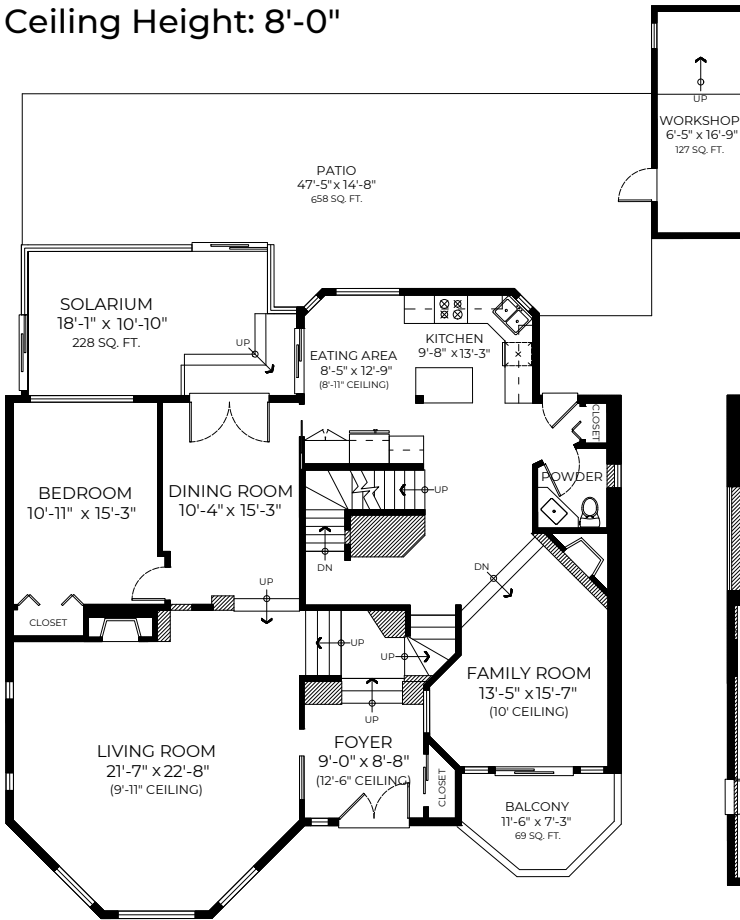 Ceiling Height: 8'-0"
UP
WORKSHOP
6'-5" x 16'-9"
127 SQ. FT.
PATIO
47'-5" x 14'-8"
658 SQ. FT.
SOLARIUM
18'-1" x 10'-10"
228 SQ. FT.
UP
EATING AREA
8'-5" x 12'-9"
(8'-11" CEILING)
KITCHEN
9'-8" x 13'-3"
CLOSET
POWDER
BEDROOM
10'-11" x 15'-3"
DINING ROOM
10'-4" x 15'-3"
UP
DN
DN
UP
CLOSET
UP
UP
FAMILY ROOM
13'-5" x 15'-7"
(10' CEILING)
UP
LIVING ROOM
21'-7" x 22'-8"
(9'-11" CEILING)
FOYER
9'-0" x 8'-8"
(12'-6" CEILING)
CLOSET
BALCONY
11'-6" x 7'-3"
69 SQ. FT.